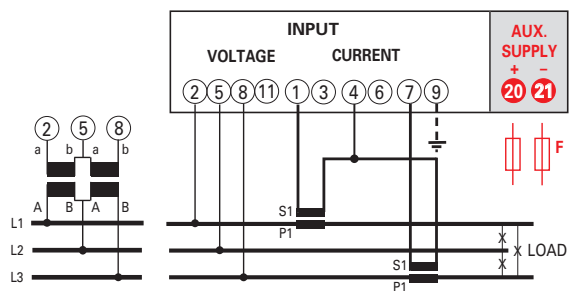 INPUT
VOLTAGE CURRENT
AUX.
SUPPLY
+ –
2 5 8 11 1 3 4 6 7 9
20 21
2 5 8
a b a b
F
A B A B
S1
P1
L1
L2
L3
S1
P1
X
X X LOAD
X